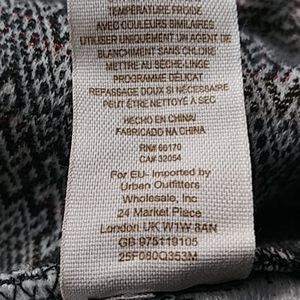 TEMPÉRATURE FROIDE
AVEC COULEURS SIMILAIRES
UTILISER UNIQUEMENT UN AGENT DE
BLANCHIMENT SANS CHLORE
METTRE AU SÈCHE-LINGE
PROGRAMME DÉLICAT
REPASSAGE DOUX SI NÉCESSAIRE
PEUT ÊTRE NETTOYÉ À SEC
HECHO EN CHINA/
FABRICADO NA CHINA
RN# 66170
CA# 32054
For EU- Imported by
Urban Outfitters
Wholesale, Inc
24 Market Place
London UK W1W 8AN
GB 975119105
25F080Q353M